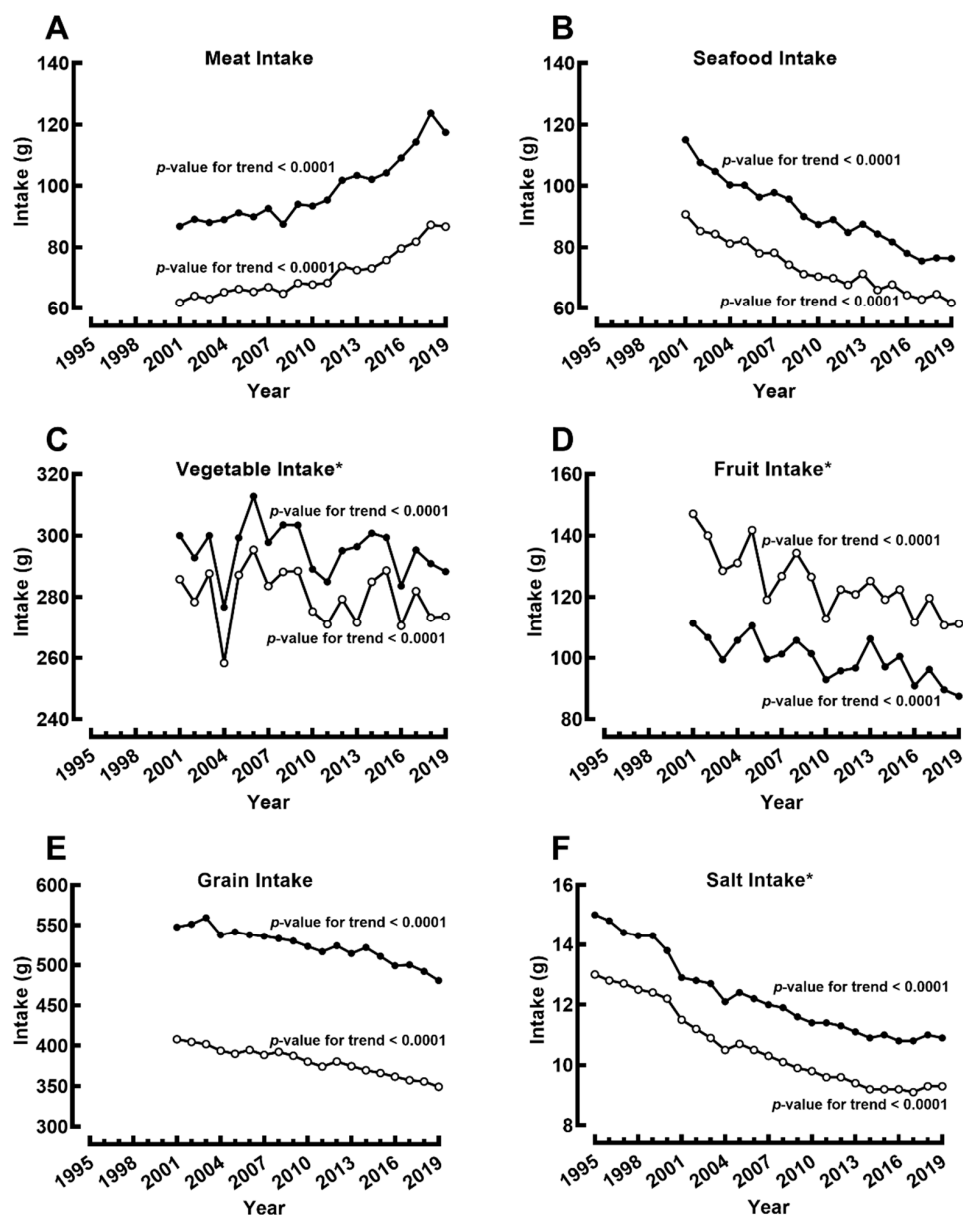 A
Meat Intake
Intake (g)
140
120
100
80
60
p-value for trend < 0.0001
p-value for trend < 0.0001
1995
1998
2001
2004
2007
2010
2013
2016
2019
Year
B
Seafood Intake
Intake (g)
140
120
100
80
60
p-value for trend < 0.0001
p-value for trend < 0.0001
1995
1998
2001
2004
2007
2010
2013
2016
2019
Year
C
Vegetable Intake*
Intake (g)
320
300
280
260
240
p-value for trend < 0.0001
p-value for trend < 0.0001
1995
1998
2001
2004
2007
2010
2013
2016
2019
Year
D
Fruit Intake*
Intake (g)
160
140
120
100
80
p-value for trend < 0.0001
p-value for trend < 0.0001
1995
1998
2001
2004
2007
2010
2013
2016
2019
Year
E
Grain Intake
Intake (g)
600
550
500
450
400
350
300
p-value for trend < 0.0001
p-value for trend < 0.0001
1995
1998
2001
2004
2007
2010
2013
2016
2019
Year
F
Salt Intake*
Intake (g)
16
14
12
10
8
p-value for trend < 0.0001
p-value for trend < 0.0001
1995
1998
2001
2004
2007
2010
2013
2016
2019
Year